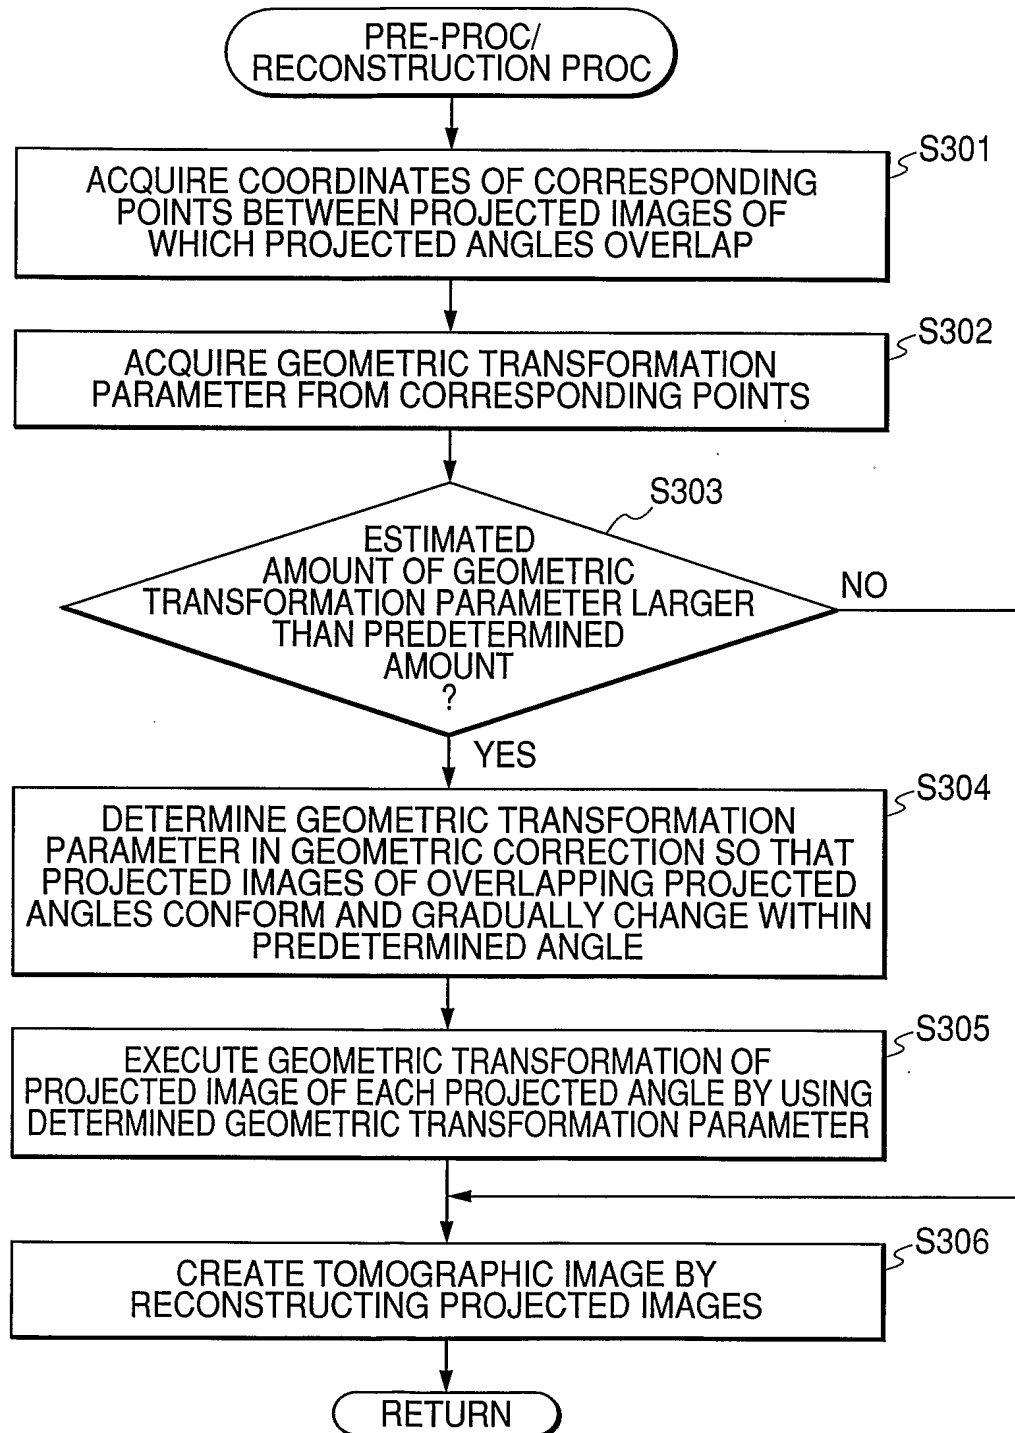 PRE-PROC/
RECONSTRUCTION PROC
S301
ACQUIRE COORDINATES OF CORRESPONDING
POINTS BETWEEN PROJECTED IMAGES OF
WHICH PROJECTED ANGLES OVERLAP
S302
ACQUIRE GEOMETRIC TRANSFORMATION
PARAMETER FROM CORRESPONDING POINTS
S303
ESTIMATED
AMOUNT OF GEOMETRIC
TRANSFORMATION PARAMETER LARGER
THAN PREDETERMINED
AMOUNT
?
NO
YES
S304
DETERMINE GEOMETRIC TRANSFORMATION
PARAMETER IN GEOMETRIC CORRECTION SO THAT
PROJECTED IMAGES OF OVERLAPPING PROJECTED
ANGLES CONFORM AND GRADUALLY CHANGE WITHIN
PREDETERMINED ANGLE
S305
EXECUTE GEOMETRIC TRANSFORMATION OF
PROJECTED IMAGE OF EACH PROJECTED ANGLE BY USING
DETERMINED GEOMETRIC TRANSFORMATION PARAMETER
S306
CREATE TOMOGRAPHIC IMAGE BY
RECONSTRUCTING PROJECTED IMAGES
RETURN